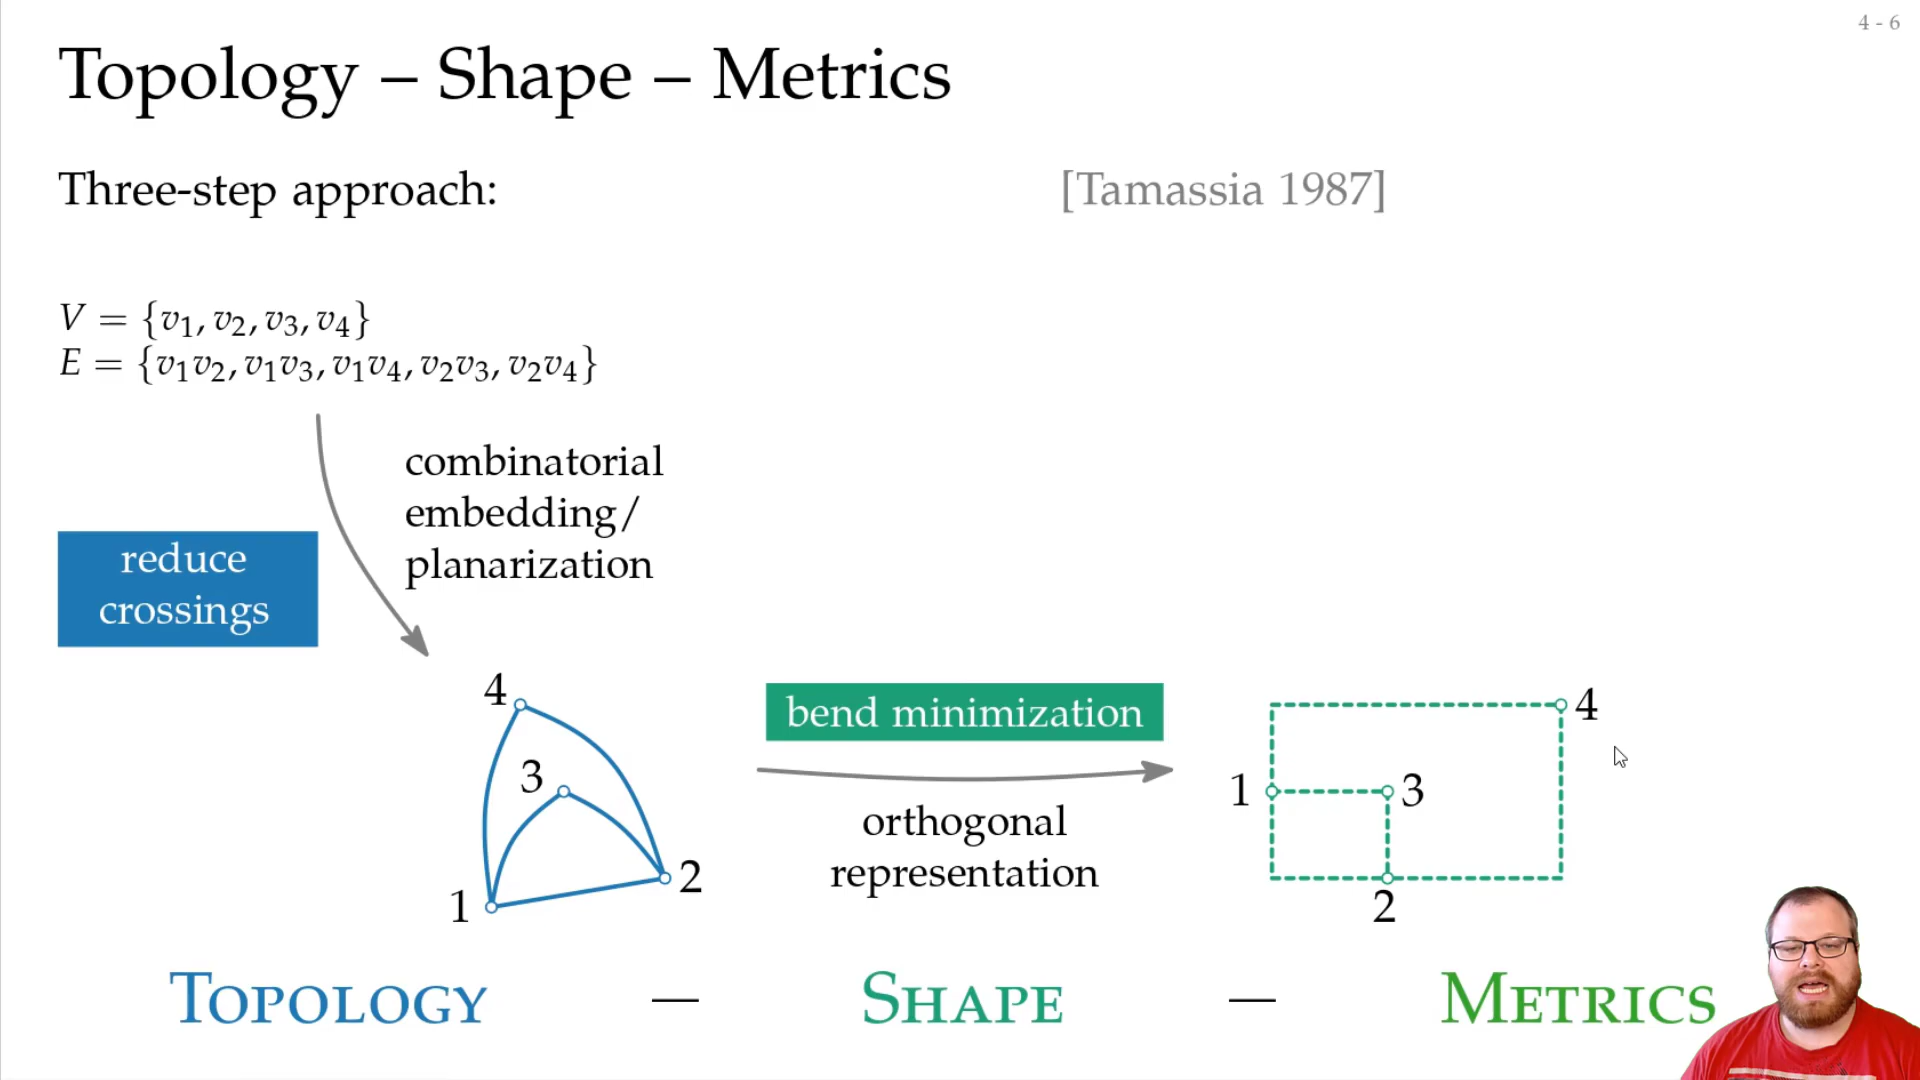 4 - 6
Topology – Shape – Metrics
Three-step approach:
[Tamassia 1987]
V = {v₁, v₂, v₃, v₄}
E = {v₁v₂, v₁v₃, v₁v₄, v₂v₃, v₂v₄}
combinatorial
embedding/
planarization
reduce
crossings
4
3
2
1
bend minimization
orthogonal
representation
4
1
3
2
TOPOLOGY — SHAPE — METRICS